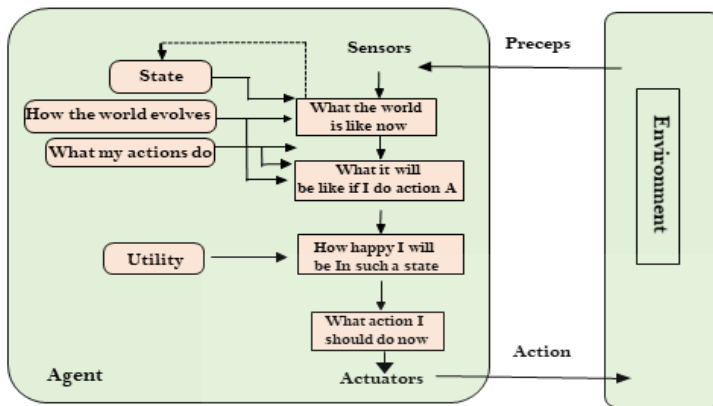 Sensors
Preceps
State
What the world
is like now
How the world evolves
What my actions do
What it will
be like if I do action A
Environment
Utility
How happy I will
be In such a state
What action I
should do now
Agent
Actuators
Action